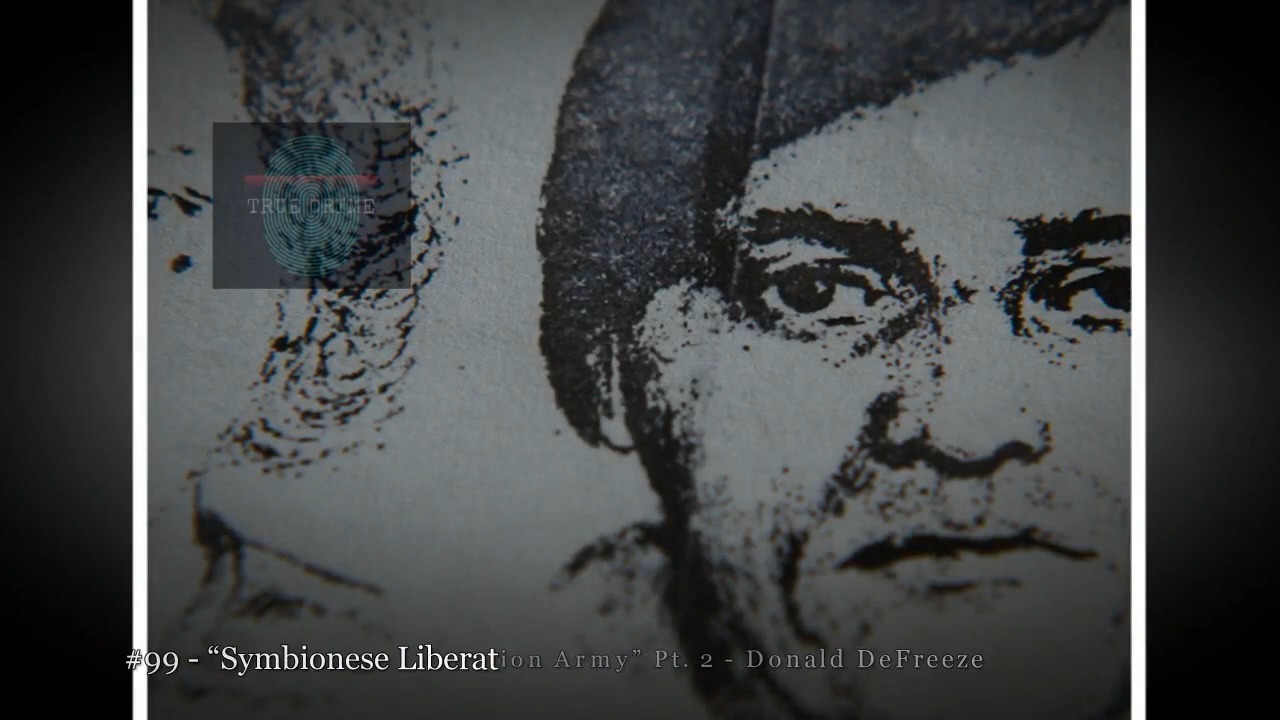 TRUE CRIME
#99 - “Symbionese Liberation Army” Pt. 2 - Donald DeFreeze